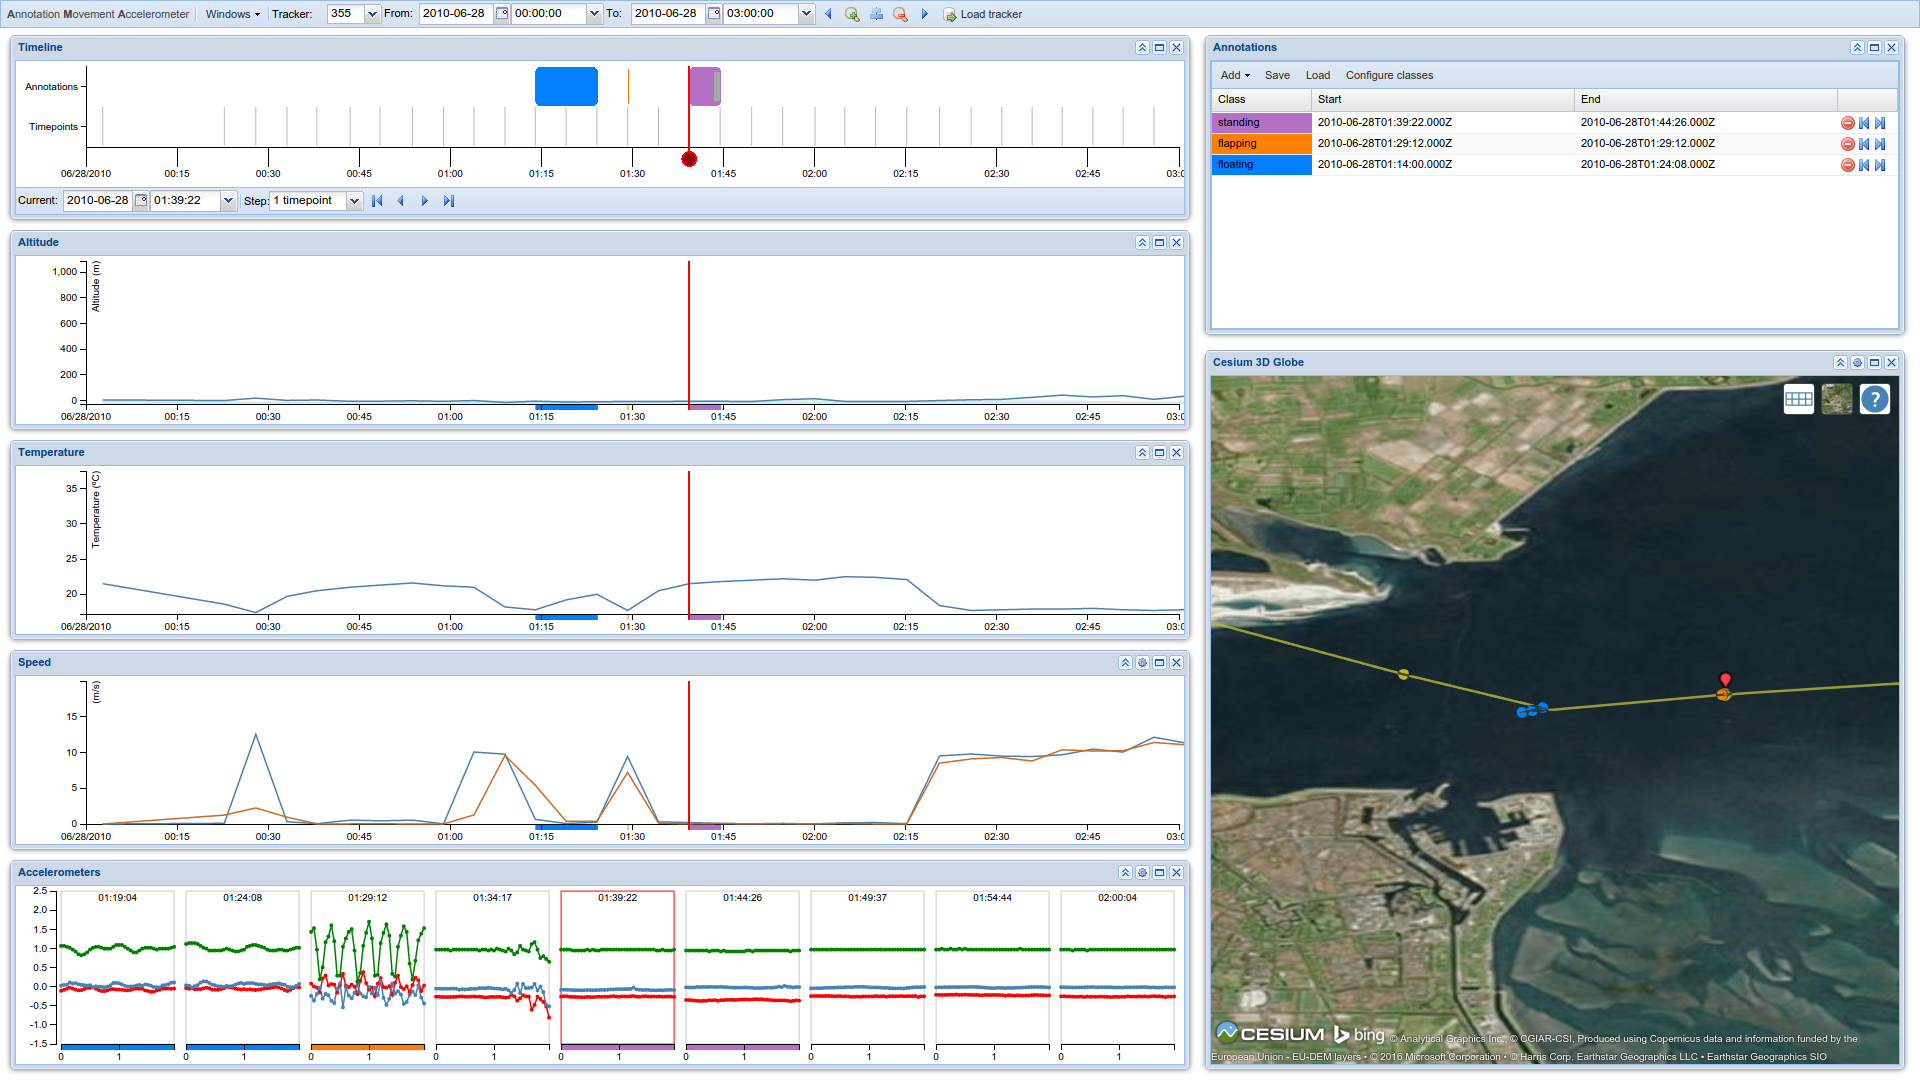 Annotation Movement Accelerometer Windows Tracker: 355 From: 2010-06-28 00:00:00 To: 2010-06-28 03:00:00 Load tracker
Timeline
Annotations
Timepoints
06/28/2010 00:15 00:30 00:45 01:00 01:15 01:30 01:45 02:00 02:15 02:30 02:45 03:0
Current: 2010-06-28 01:39:22 Step: 1 timepoint
Altitude
Altitude (m)
1,000
800
600
400
200
0
06/28/2010 00:15 00:30 00:45 01:00 01:15 01:30 01:45 02:00 02:15 02:30 02:45 03:0
Temperature
Temperature (°C)
35
30
25
20
06/28/2010 00:15 00:30 00:45 01:00 01:15 01:30 01:45 02:00 02:15 02:30 02:45 03:0
Speed
(m/s)
15
10
5
0
06/28/2010 00:15 00:30 00:45 01:00 01:15 01:30 01:45 02:00 02:15 02:30 02:45 03:0
Accelerometers
01:19:04 01:24:08 01:29:12 01:34:17 01:39:22 01:44:26 01:49:37 01:54:44 02:00:04
2.5
2.0
1.5
1.0
0.5
0.0
-0.5
-1.0
-1.5
0 1 0 1 0 1 0 1 0 1 0 1 0 1 0 1 0 1
Annotations
Add Save Load Configure classes
Class Start End
standing 2010-06-28T01:39:22.000Z 2010-06-28T01:44:26.000Z
flapping 2010-06-28T01:29:12.000Z 2010-06-28T01:29:12.000Z
floating 2010-06-28T01:14:00.000Z 2010-06-28T01:24:08.000Z
Cesium 3D Globe
?
CESIUM bing © Analytical Graphics Inc., © CGIAR-CSI, Produced using Copernicus data and information funded by the
European Union - EU-DEM layers • © 2016 Microsoft Corporation • © Harris Corp, Earthstar Geographics LLC • Earthstar Geographics SIO